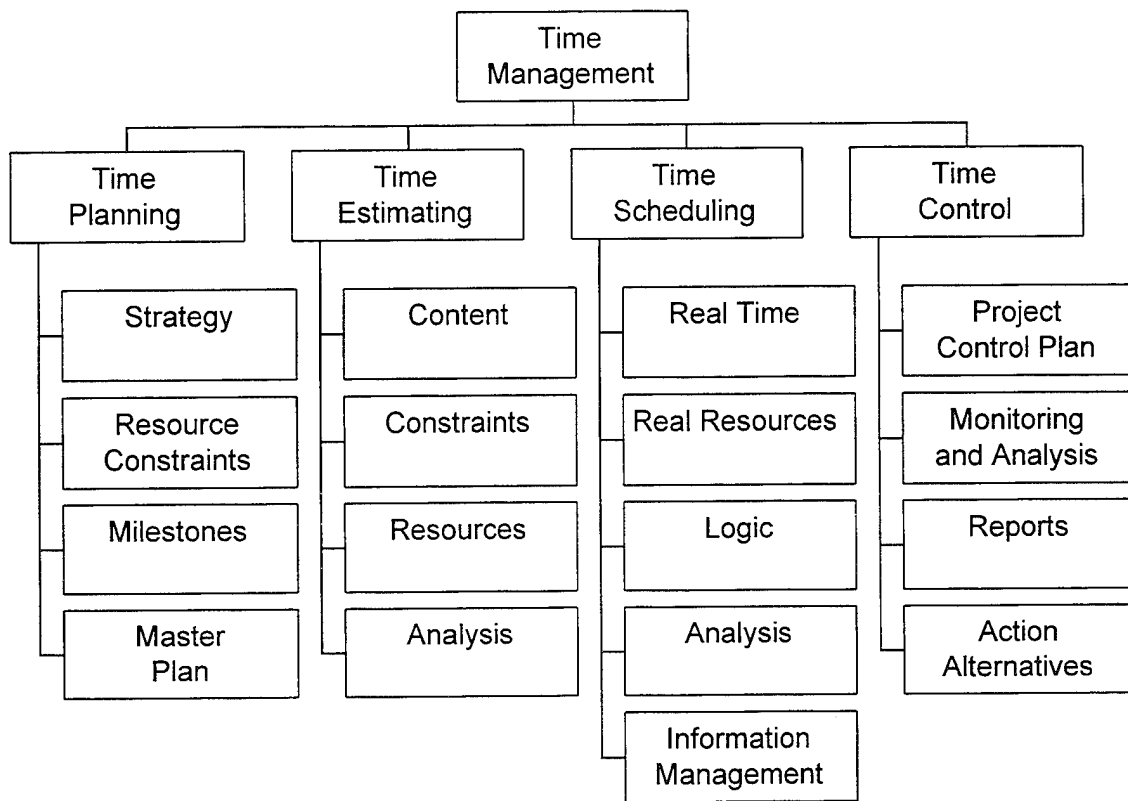 Time
Management
Time
Planning
Time
Estimating
Time
Scheduling
Time
Control
Strategy
Resource
Constraints
Milestones
Master
Plan
Content
Constraints
Resources
Analysis
Real Time
Real Resources
Logic
Analysis
Information
Management
Project
Control Plan
Monitoring
and Analysis
Reports
Action
Alternatives